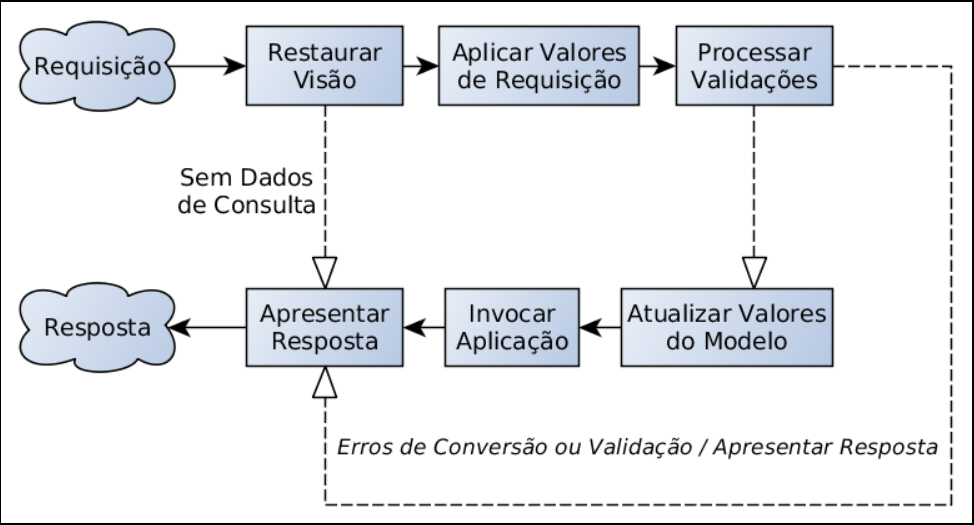 Requisição
Restaurar
Visão
Aplicar Valores
de Requisição
Processar
Validações
Sem Dados
de Consulta
Resposta
Apresentar
Resposta
Invocar
Aplicação
Atualizar Valores
do Modelo
Erros de Conversão ou Validação / Apresentar Resposta